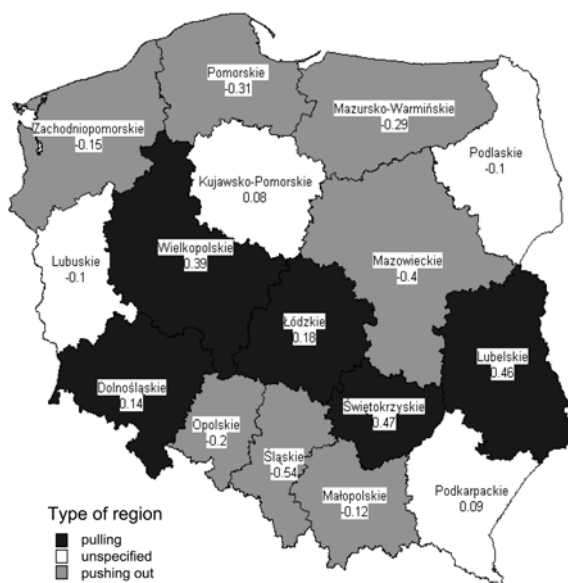 Pomorskie
-0.31
Mazursko-Warmińskie
-0.29
Zachodniopomorskie
-0.15
Podlaskie
-0.1
Kujawsko-Pomorskie
0.08
Wielkopolskie
0.39
Lubuskie
-0.1
Mazowieckie
-0.4
Łódzkie
0.18
Lubelskie
0.46
Dolnośląskie
0.14
Świętokrzyskie
0.47
Opolskie
-0.2
Śląskie
-0.54
Małopolskie
-0.12
Podkarpackie
0.09
Type of region
pulling
unspecified
pushing out